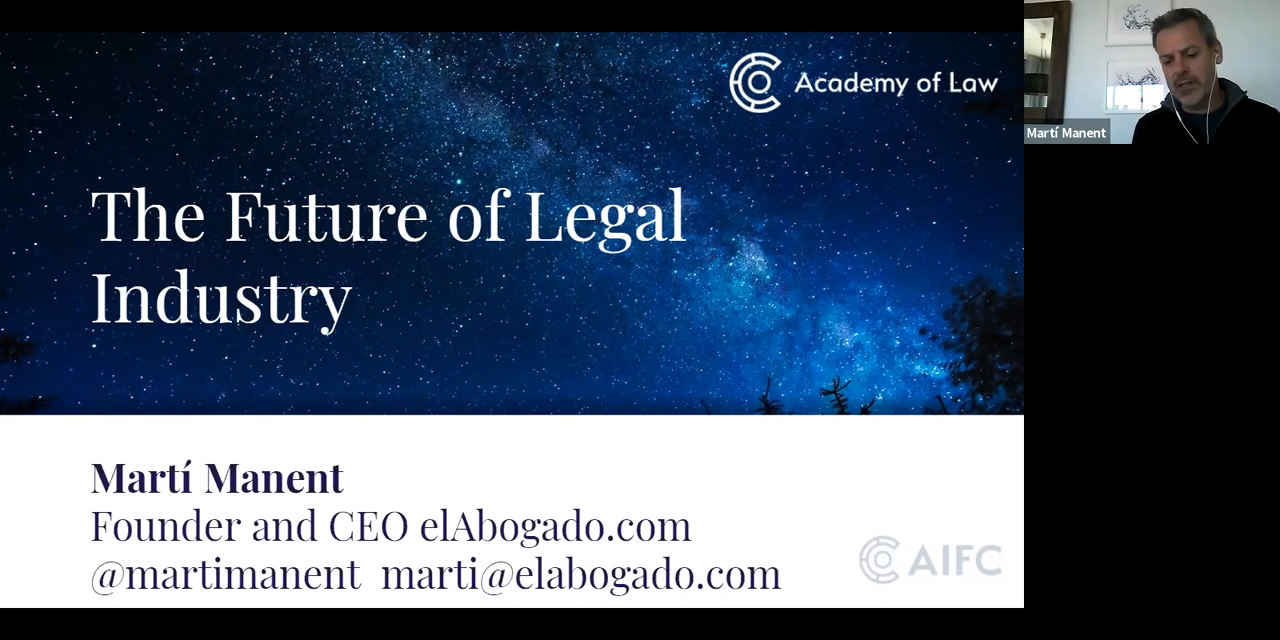 Academy of Law
The Future of Legal
Industry
Martí Manent
Founder and CEO elAbogado.com
@martimanent marti@elabogado.com
AIFC
Martí Manent